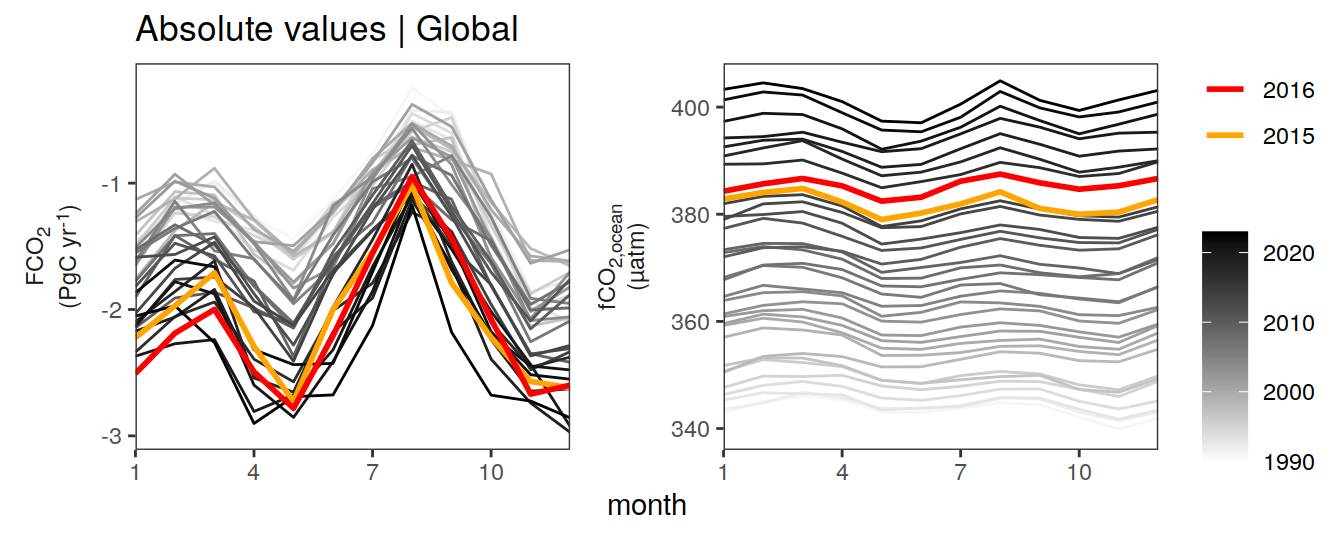 Absolute values | Global
FCO2
(PgC yr-1)
-1
-2
-3
1 4 7 10
fCO2,ocean
(µatm)
400
380
360
340
1 4 7 10
month
2016
2015
2020
2010
2000
1990